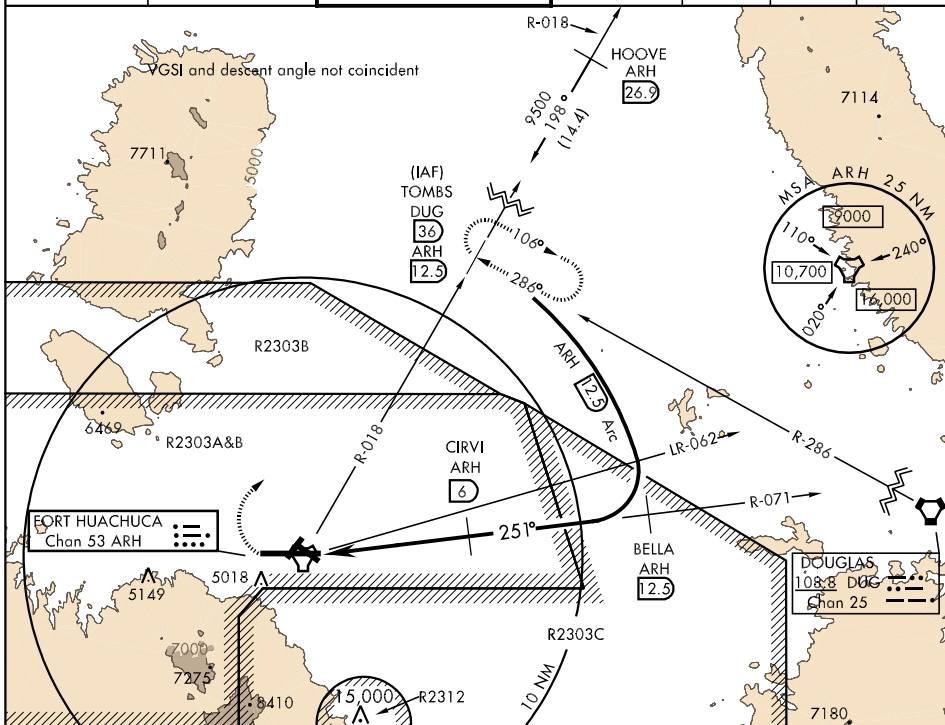 R-018
HOOVE
ARH
26.9
VGSI and descent angle not coincident
9500
198°
(14.4)
7114
7711
5000
(IAF)
TOMBS
DUG
36
ARH
12.5
106°
286°
MSA ARH 25 NM
9000
110°
240°
10,700
16,000
020°
R2303B
ARH
12.5
Arc
6469
R2303A&B
R-018
CIRVI
ARH
6
LR-062
R-286
R-071
251°
FORT HUACHUCA
Chan 53 ARH
BELLA
ARH
12.5
DOUGLAS
108.8 DUG
Chan 25
5149
5018
R2303C
7000
7275
8410
15,000
R2312
10 NM
7180